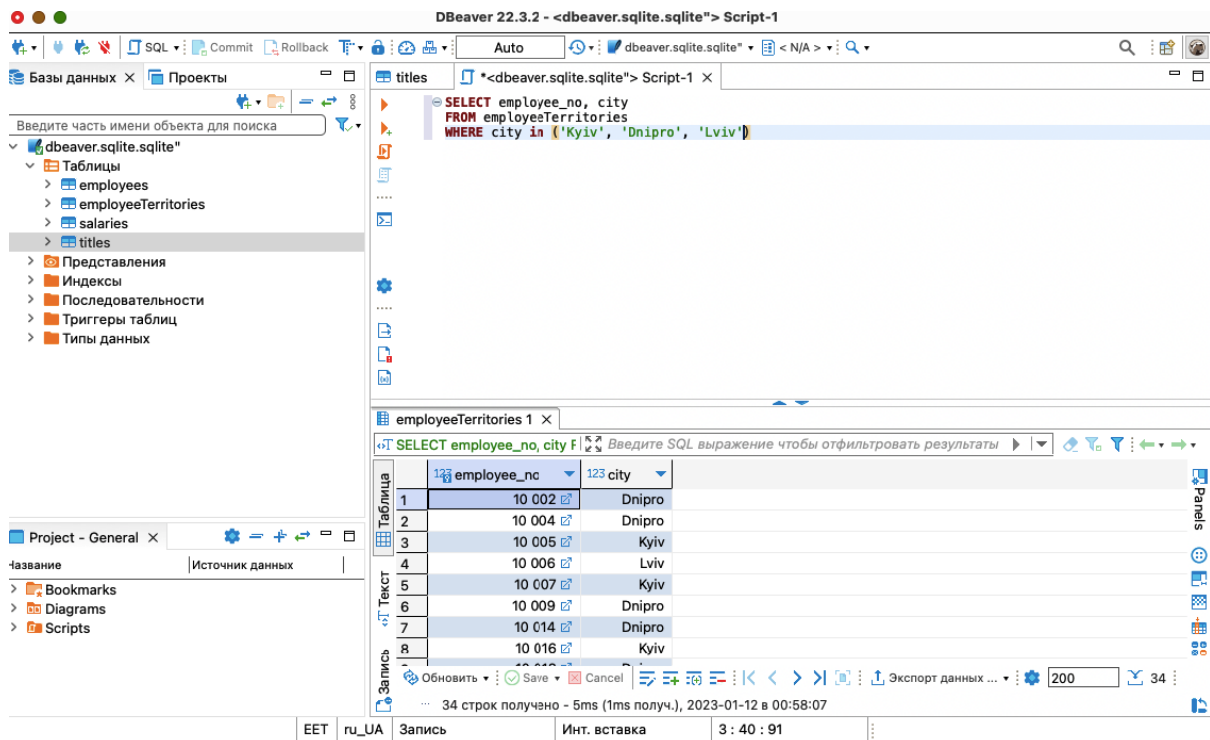 DBeaver 22.3.2 - <dbeaver.sqlite.sqlite"> Script-1
SQL Commit Rollback Auto dbeaver.sqlite.sqlite" < N/A >
Базы данных Проекты
Введите часть имени объекта для поиска
dbeaver.sqlite.sqlite"
Таблицы
employees
employeeTerritories
salaries
titles
Представления
Индексы
Последовательности
Триггеры таблиц
Типы данных
Project - General
Название Источник данных
Bookmarks
Diagrams
Scripts
titles *<dbeaver.sqlite.sqlite"> Script-1
SELECT employee_no, city
FROM employeeTerritories
WHERE city in ('Kyiv', 'Dnipro', 'Lviv')
employeeTerritories 1
SELECT employee_no, city F Введите SQL выражение чтобы отфильтровать результаты
Таблица
Текст
Запись
123 employee_no 123 city
1 10 002 Dnipro
2 10 004 Dnipro
3 10 005 Kyiv
4 10 006 Lviv
5 10 007 Kyiv
6 10 009 Dnipro
7 10 014 Dnipro
8 10 016 Kyiv
Panels
Обновить Save Cancel Экспорт данных ... 200 34
34 строк получено - 5ms (1ms получ.), 2023-01-12 в 00:58:07
EET ru_UA Запись Инт. вставка 3 : 40 : 91